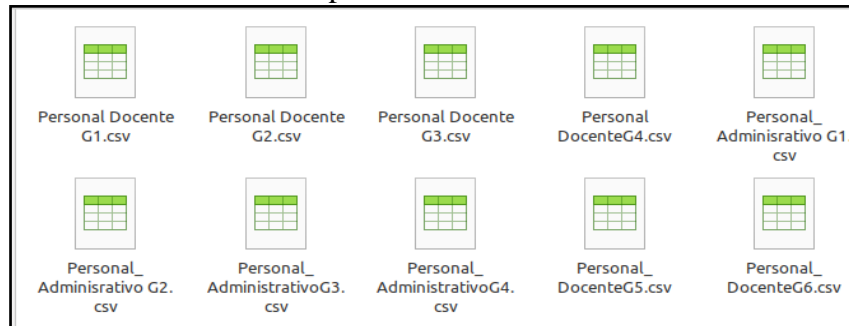 Personal Docente
G1.csv
Personal Docente
G2.csv
Personal Docente
G3.csv
Personal
DocenteG4.csv
Personal_
Adminisrativo G1.
csv
Personal_
Adminisrativo G2.
csv
Personal_
AdministrativoG3.
csv
Personal_
AdministrativoG4.
csv
Personal_
DocenteG5.csv
Personal_
DocenteG6.csv